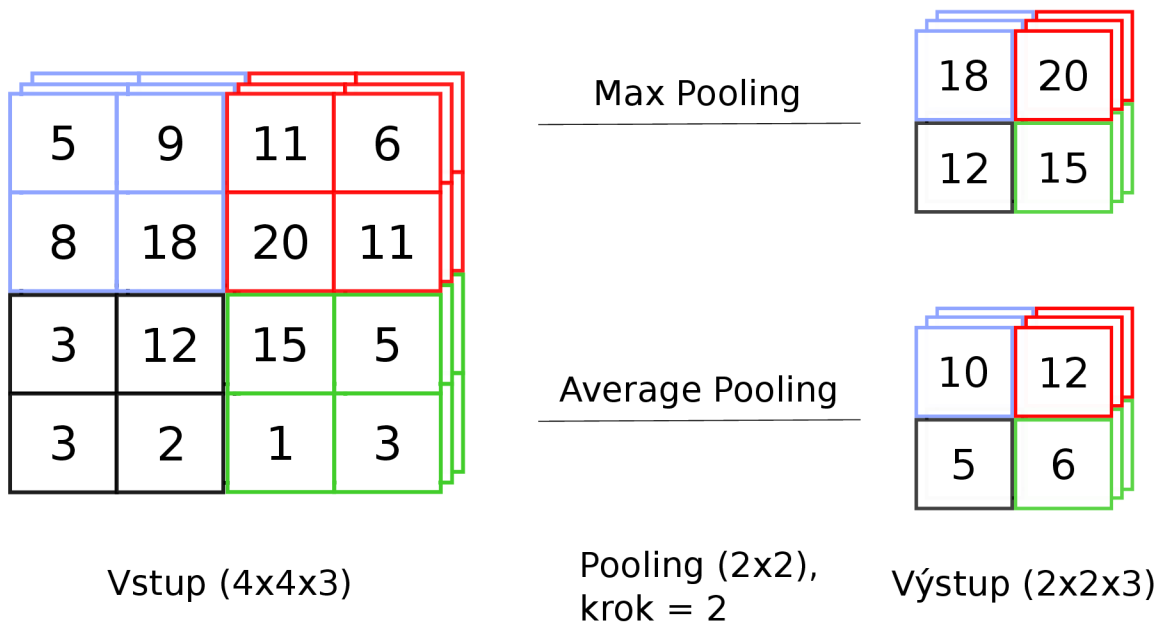 5 9 11 6
8 18 20 11
3 12 15 5
3 2 1 3
Vstup (4x4x3)
Max Pooling
Average Pooling
Pooling (2x2),
krok = 2
18 20
12 15
10 12
5 6
Výstup (2x2x3)